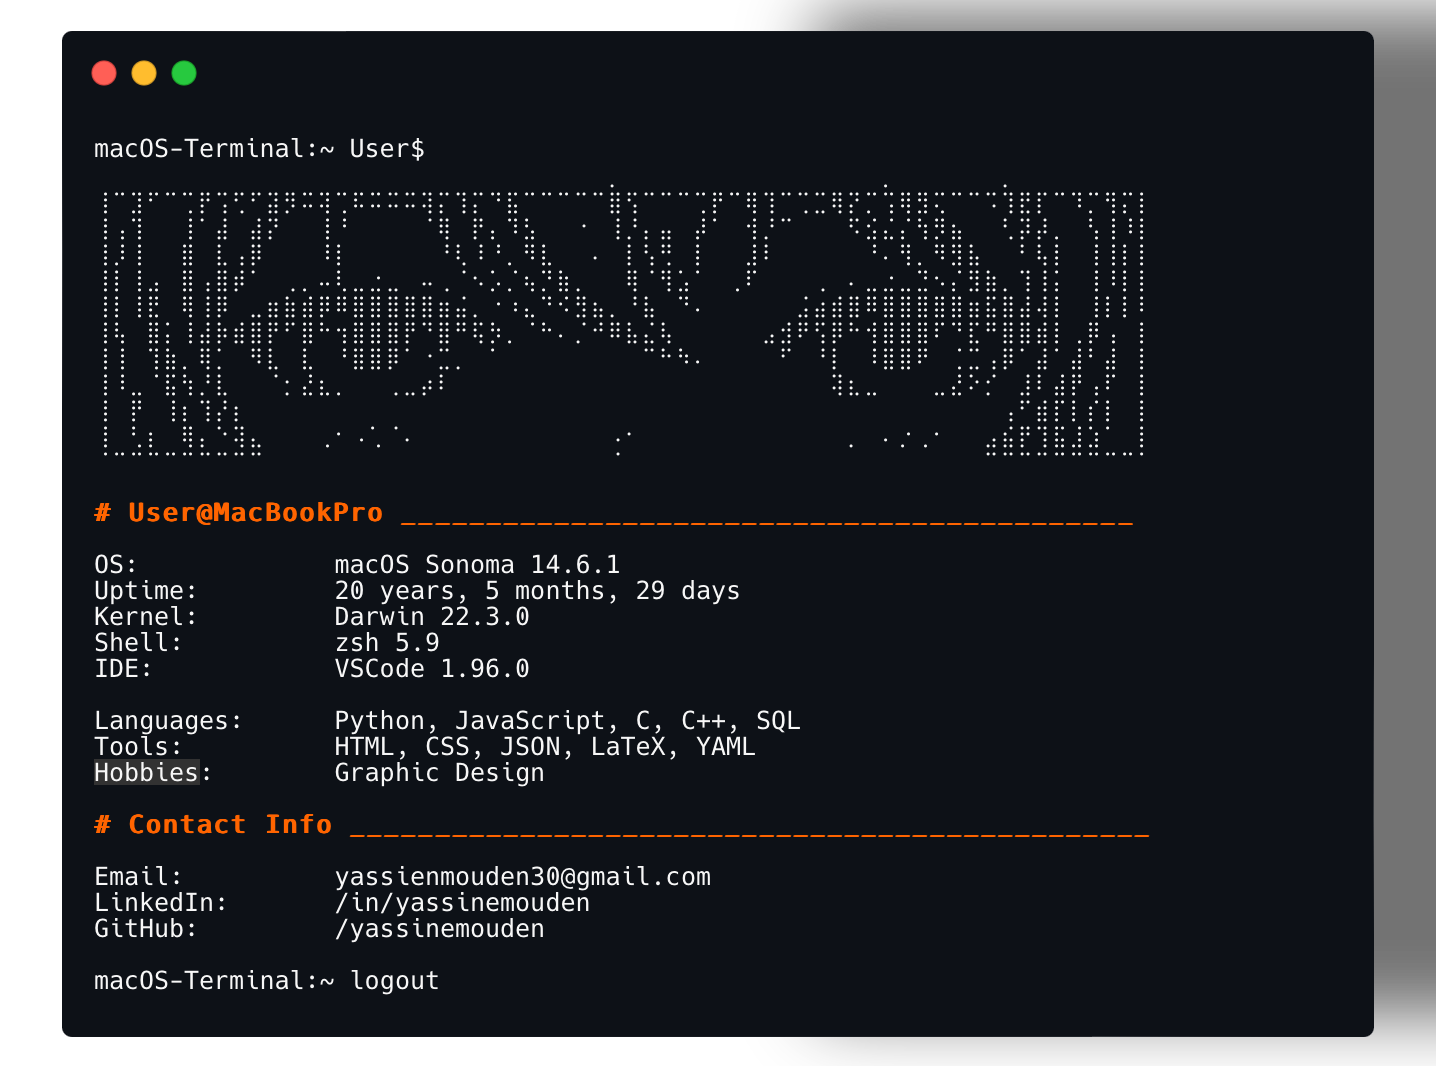 macOS-Terminal:~ User$
# User@MacBookPro ___________________________________________
OS: macOS Sonoma 14.6.1
Uptime: 20 years, 5 months, 29 days
Kernel: Darwin 22.3.0
Shell: zsh 5.9
IDE: VSCode 1.96.0
Languages: Python, JavaScript, C, C++, SQL
Tools: HTML, CSS, JSON, LaTeX, YAML
Hobbies: Graphic Design
# Contact Info _______________________________________________
Email: yassienmouden30@gmail.com
LinkedIn: /in/yassinemouden
GitHub: /yassinemouden
macOS-Terminal:~ logout